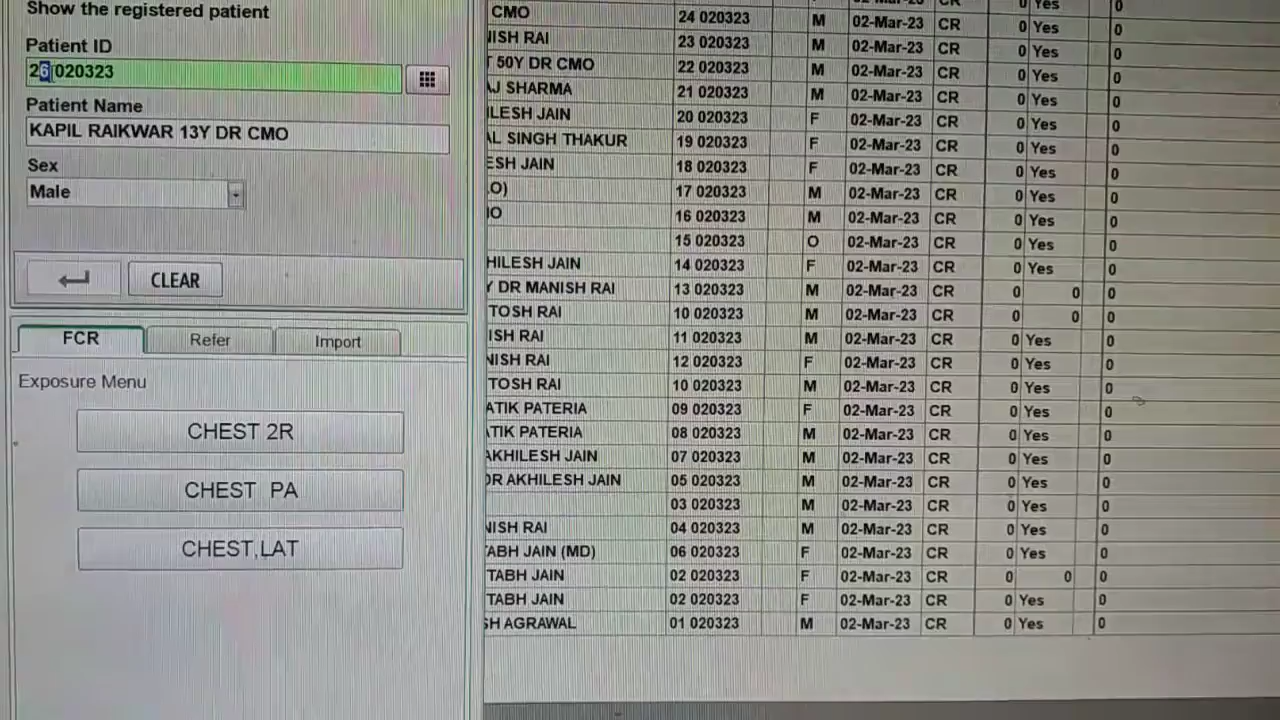 Show the registered patient
Patient ID
26 020323
Patient Name
KAPIL RAIKWAR 13Y DR CMO
Sex
Male
CLEAR
FCR Refer Import
Exposure Menu
CHEST 2R
CHEST PA
CHEST,LAT
02-Mar-23 CR 0 Yes 0
CMO 24 020323 M 02-Mar-23 CR 0 Yes 0
NISH RAI 23 020323 M 02-Mar-23 CR 0 Yes 0
50Y DR CMO 22 020323 M 02-Mar-23 CR 0 Yes 0
AJ SHARMA 21 020323 M 02-Mar-23 CR 0 Yes 0
ILESH JAIN 20 020323 F 02-Mar-23 CR 0 Yes 0
AL SINGH THAKUR 19 020323 F 02-Mar-23 CR 0 Yes 0
ESH JAIN 18 020323 F 02-Mar-23 CR 0 Yes 0
.O) 17 020323 M 02-Mar-23 CR 0 Yes 0
16 020323 M 02-Mar-23 CR 0 Yes 0
15 020323 O 02-Mar-23 CR 0 Yes 0
HILESH JAIN 14 020323 F 02-Mar-23 CR 0 Yes 0
Y DR MANISH RAI 13 020323 M 02-Mar-23 CR 0 0 0
TOSH RAI 10 020323 M 02-Mar-23 CR 0 0 0
ISH RAI 11 020323 M 02-Mar-23 CR 0 Yes 0
NISH RAI 12 020323 F 02-Mar-23 CR 0 Yes 0
TOSH RAI 10 020323 M 02-Mar-23 CR 0 Yes 0
ATIK PATERIA 09 020323 F 02-Mar-23 CR 0 Yes 0
TIK PATERIA 08 020323 M 02-Mar-23 CR 0 Yes 0
AKHILESH JAIN 07 020323 M 02-Mar-23 CR 0 Yes 0
DR AKHILESH JAIN 05 020323 M 02-Mar-23 CR 0 Yes 0
03 020323 M 02-Mar-23 CR 0 Yes 0
NISH RAI 04 020323 M 02-Mar-23 CR 0 Yes 0
TABH JAIN (MD) 06 020323 F 02-Mar-23 CR 0 Yes 0
TABH JAIN 02 020323 F 02-Mar-23 CR 0 0 0
TABH JAIN 02 020323 F 02-Mar-23 CR 0 Yes 0
SH AGRAWAL 01 020323 M 02-Mar-23 CR 0 Yes 0